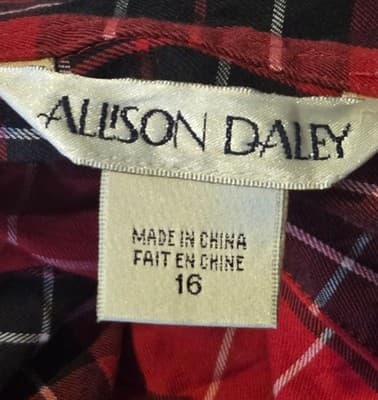 ALLISON DALEY
MADE IN CHINA
FAIT EN CHINE
16